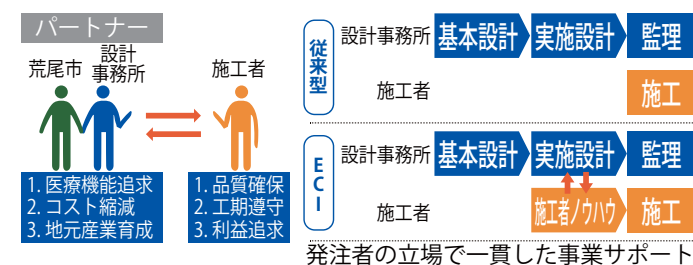 パートナー
荒尾市
設計
事務所
施工者
1. 医療機能追求
2. コスト縮減
3. 地元産業育成
1. 品質確保
2. 工期遵守
3. 利益追求
従来型
設計事務所 基本設計 実施設計 監理
施工者 施工
ECI
設計事務所 基本設計 実施設計 監理
施工者 施工者ノウハウ 施工
発注者の立場で一貫した事業サポート